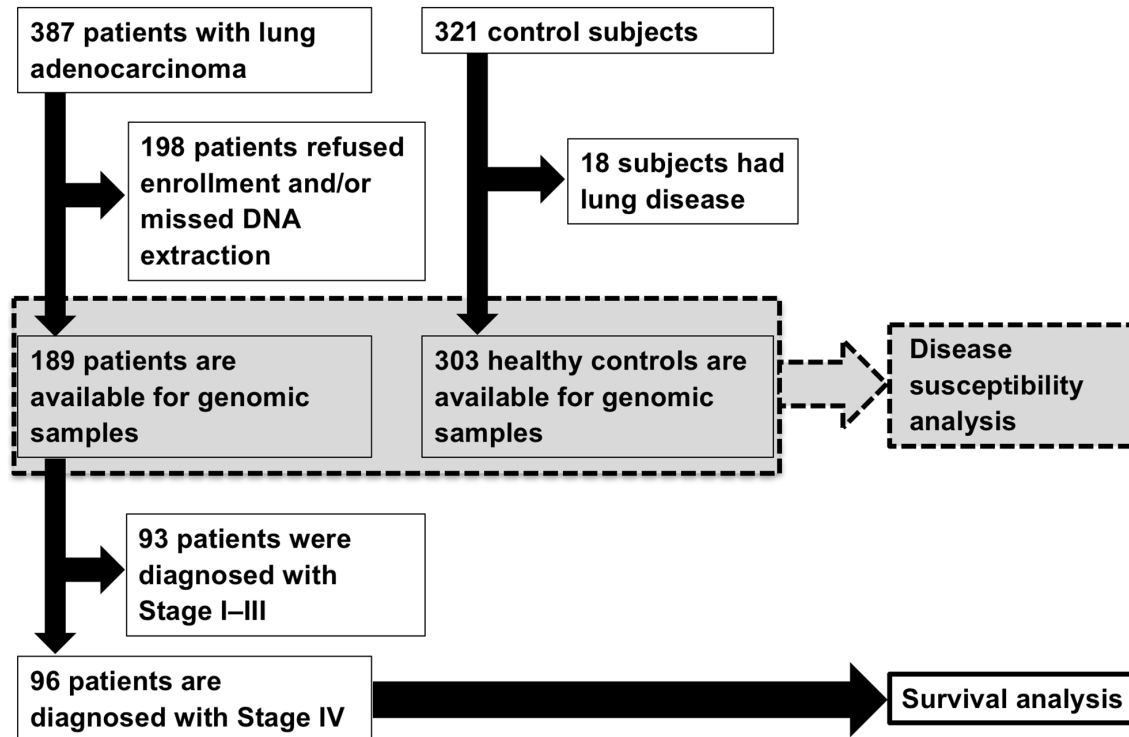 387 patients with lung
adenocarcinoma
321 control subjects
198 patients refused
enrollment and/or
missed DNA
extraction
18 subjects had
lung disease
189 patients are
available for genomic
samples
303 healthy controls are
available for genomic
samples
Disease
susceptibility
analysis
93 patients were
diagnosed with
Stage I–III
96 patients are
diagnosed with Stage IV
Survival analysis